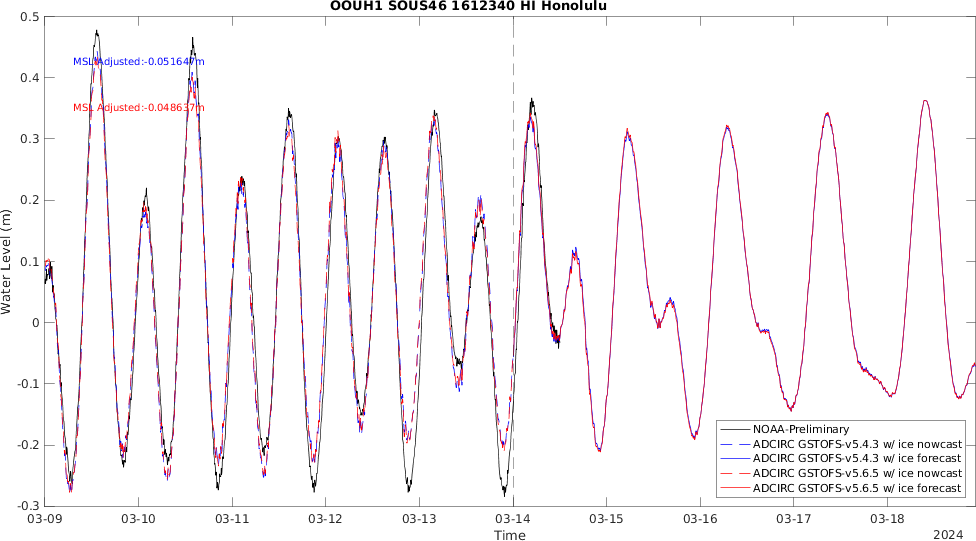 OOUH1 SOUS46 1612340 HI Honolulu
0.5
MSL Adjusted:-0.051647m
0.4
MSL Adjusted:-0.048637m
0.3
0.2
0.1
0
-0.1
-0.2
-0.3
Water Level (m)
NOAA-Preliminary
ADCIRC GSTOFS-v5.4.3 w/ ice nowcast
ADCIRC GSTOFS-v5.4.3 w/ ice forecast
ADCIRC GSTOFS-v5.6.5 w/ ice nowcast
ADCIRC GSTOFS-v5.6.5 w/ ice forecast
03-09 03-10 03-11 03-12 03-13 03-14 03-15 03-16 03-17 03-18
Time
2024